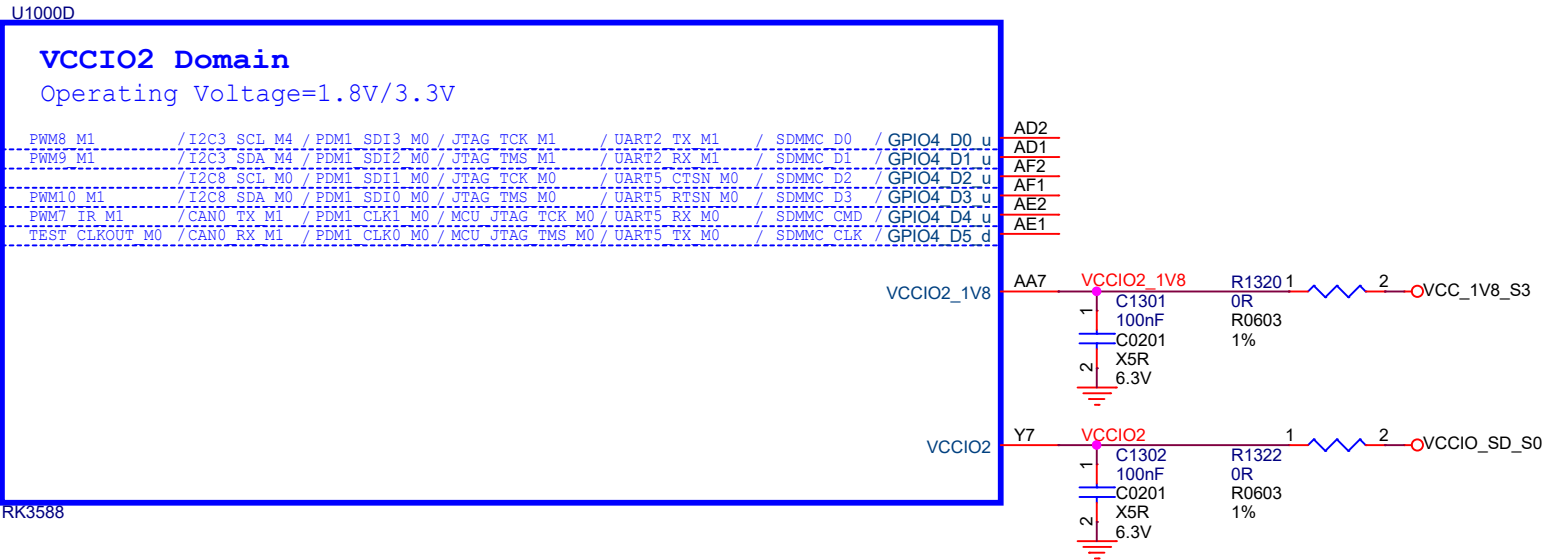 U1000D
VCCIO2 Domain
Operating Voltage=1.8V/3.3V
PWM8_M1 /I2C3_SCL_M4 / PDM1_SDI3_M0 / JTAG_TCK_M1 / UART2_TX_M1 / SDMMC_D0 / GPIO4_D0_u AD2
PWM9_M1 /I2C3_SDA_M4 / PDM1_SDI2_M0 / JTAG_TMS_M1 / UART2_RX_M1 / SDMMC_D1 / GPIO4_D1_u AD1
/I2C8_SCL_M0 / PDM1_SDI1_M0 / JTAG_TCK_M0 / UART5_CTSN_M0 / SDMMC_D2 / GPIO4_D2_u AF2
PWM10_M1 /I2C8_SDA_M0 / PDM1_SDI0_M0 / JTAG_TMS_M0 / UART5_RTSN_M0 / SDMMC_D3 / GPIO4_D3_u AF1
PWM7_IR_M1 /CAN0_TX_M1 / PDM1_CLK1_M0 / MCU_JTAG_TCK_M0 / UART5_RX_M0 / SDMMC_CMD / GPIO4_D4_u AE2
TEST_CLKOUT_M0 /CAN0_RX_M1 / PDM1_CLK0_M0 / MCU_JTAG_TMS_M0 / UART5_TX_M0 / SDMMC_CLK / GPIO4_D5_d AE1
VCCIO2_1V8 AA7 VCCIO2_1V8 R1320 1 2 VCC_1V8_S3
1 C1301 0R
100nF R0603
C0201 1%
2 X5R
6.3V
VCCIO2 Y7 VCCIO2 1 2 VCCIO_SD_S0
1 C1302 R1322
100nF 0R
C0201 R0603
2 X5R 1%
6.3V
RK3588